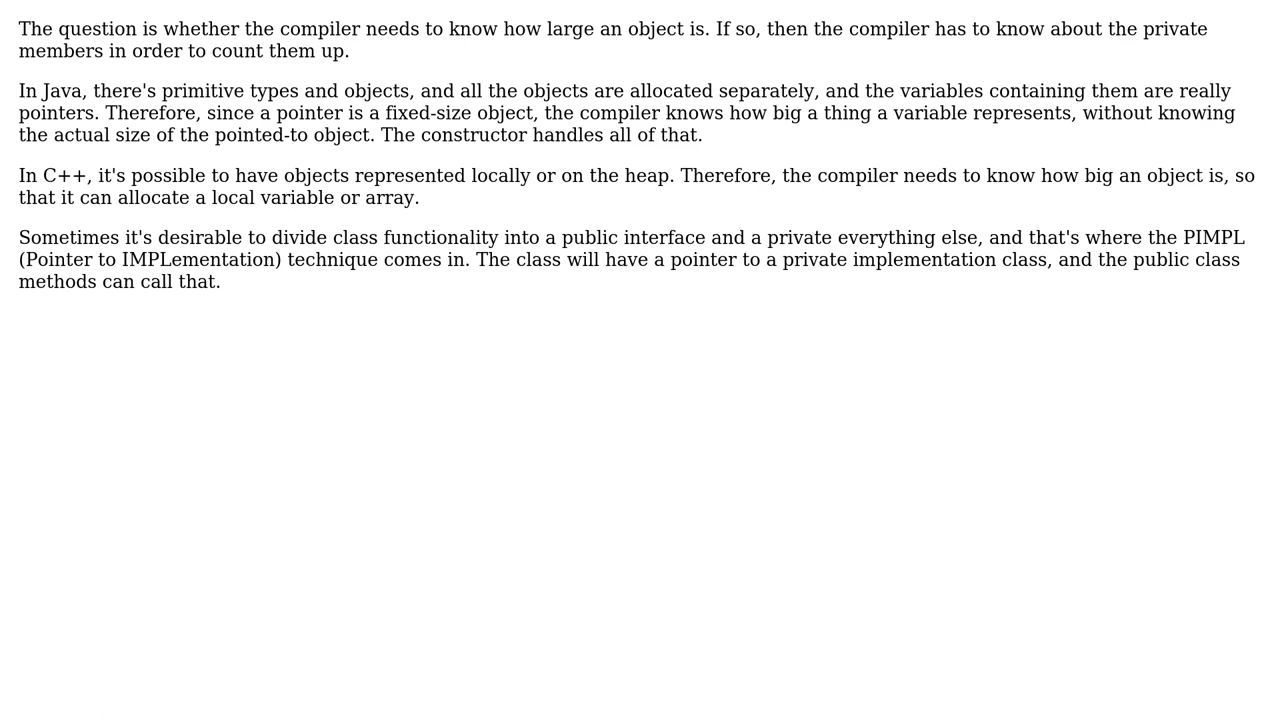 The question is whether the compiler needs to know how large an object is. If so, then the compiler has to know about the private
members in order to count them up.
In Java, there's primitive types and objects, and all the objects are allocated separately, and the variables containing them are really
pointers. Therefore, since a pointer is a fixed-size object, the compiler knows how big a thing a variable represents, without knowing
the actual size of the pointed-to object. The constructor handles all of that.
In C++, it's possible to have objects represented locally or on the heap. Therefore, the compiler needs to know how big an object is, so
that it can allocate a local variable or array.
Sometimes it's desirable to divide class functionality into a public interface and a private everything else, and that's where the PIMPL
(Pointer to IMPLementation) technique comes in. The class will have a pointer to a private implementation class, and the public class
methods can call that.